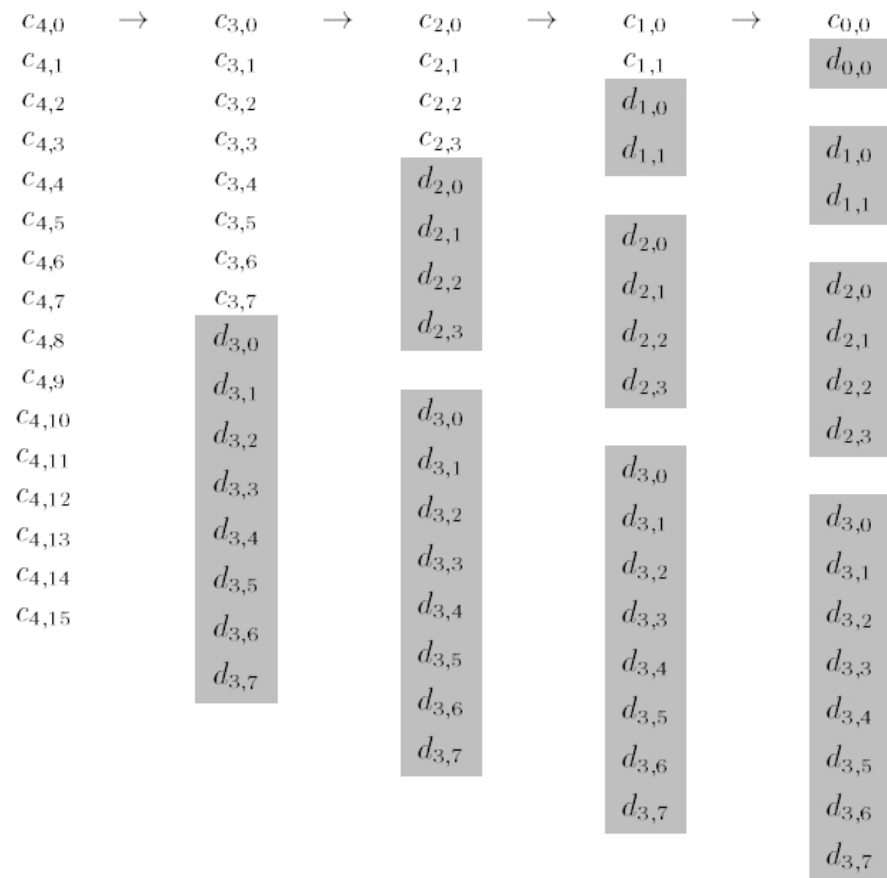 c4,0 → c3,0 → c2,0 → c1,0 → c0,0
c4,1
c4,2
c4,3
c4,4
c4,5
c4,6
c4,7
c4,8
c4,9
c4,10
c4,11
c4,12
c4,13
c4,14
c4,15
c3,1
c3,2
c3,3
c3,4
c3,5
c3,6
c3,7
d3,0
d3,1
d3,2
d3,3
d3,4
d3,5
d3,6
d3,7
c2,1
c2,2
c2,3
d2,0
d2,1
d2,2
d2,3
d3,0
d3,1
d3,2
d3,3
d3,4
d3,5
d3,6
d3,7
c1,1
d1,0
d1,1
d2,0
d2,1
d2,2
d2,3
d3,0
d3,1
d3,2
d3,3
d3,4
d3,5
d3,6
d3,7
d0,0
d1,0
d1,1
d2,0
d2,1
d2,2
d2,3
d3,0
d3,1
d3,2
d3,3
d3,4
d3,5
d3,6
d3,7